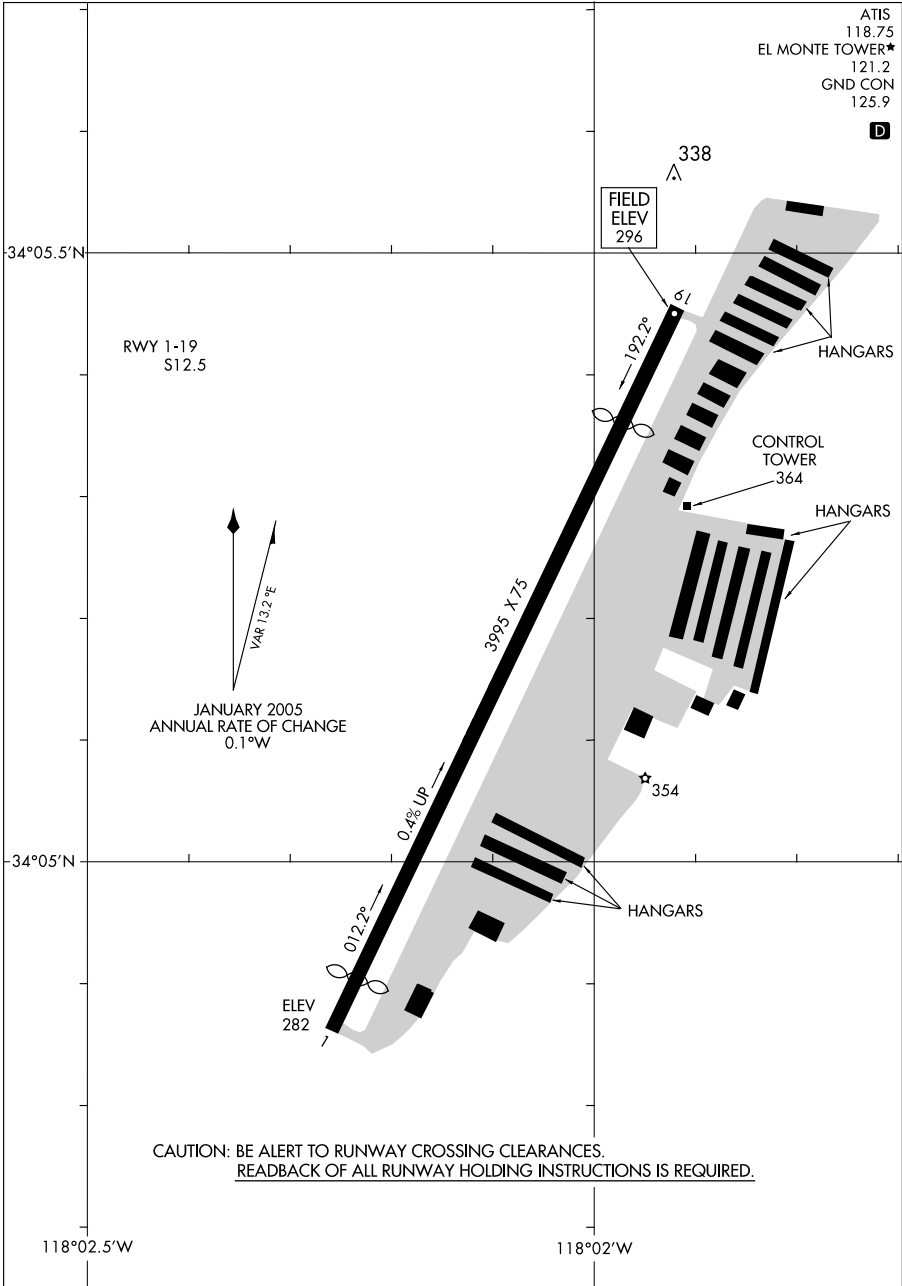 ATIS
118.75
EL MONTE TOWER★
121.2
GND CON
125.9
D
338
FIELD
ELEV
296
34°05.5'N
19
192.2°
RWY 1-19
S12.5
HANGARS
CONTROL
TOWER
364
HANGARS
VAR 13.2 °E
3995 X 75
JANUARY 2005
ANNUAL RATE OF CHANGE
0.1°W
354
0.4% UP
34°05'N
HANGARS
012.2°
ELEV
282
1
CAUTION: BE ALERT TO RUNWAY CROSSING CLEARANCES.
READBACK OF ALL RUNWAY HOLDING INSTRUCTIONS IS REQUIRED.
118°02.5'W
118°02'W